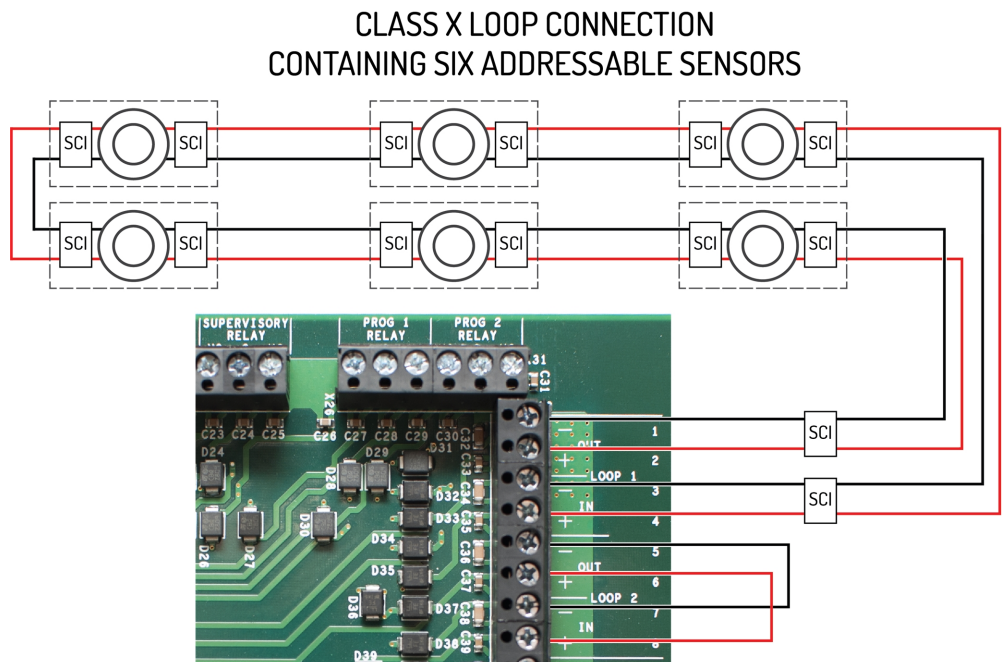 CLASS X LOOP CONNECTION
CONTAINING SIX ADDRESSABLE SENSORS
SCI SCI SCI SCI SCI SCI
SCI SCI SCI SCI SCI SCI
SUPERVISORY
RELAY
PROG 1
RELAY
PROG 2
RELAY
31
C31
X26
C23 C24 C25 C26 C27 C28 C29 C30
C32
D31
D24
D28
D29
C33
D32
C34
D33
C35
D26
D27
D30
D34
C36
D35
C37
D36
D37
C38
D38
C39
D39
− 1
OUT
+ 2
LOOP 1
− 3
IN
+ 4
− 5
OUT
+ 6
LOOP 2
− 7
IN
+ 8
SCI
SCI